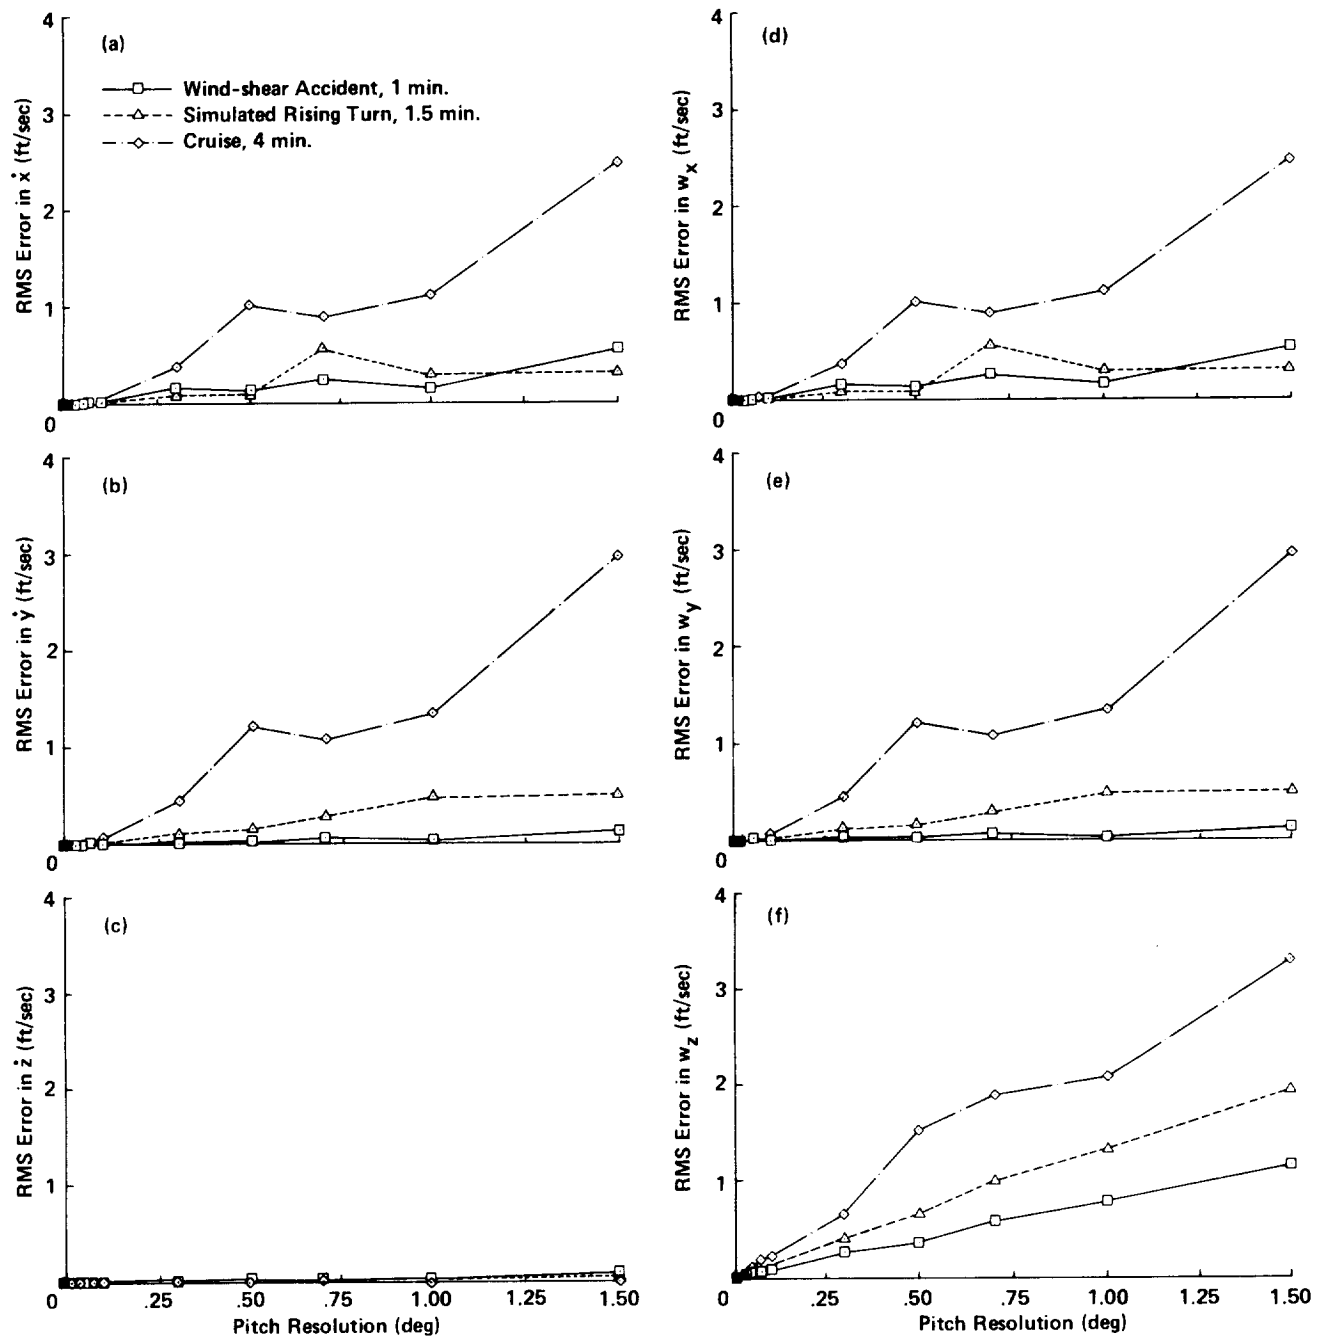 (a)
Wind-shear Accident, 1 min.
Simulated Rising Turn, 1.5 min.
Cruise, 4 min.
4
3
2
1
0
RMS Error in ẋ (ft/sec)
(b)
4
3
2
1
0
RMS Error in ẏ (ft/sec)
(c)
4
3
2
1
0
RMS Error in ż (ft/sec)
.25 .50 .75 1.00 1.25 1.50
Pitch Resolution (deg)
(d)
4
3
2
1
0
RMS Error in wx (ft/sec)
(e)
4
3
2
1
0
RMS Error in wy (ft/sec)
(f)
4
3
2
1
0
RMS Error in wz (ft/sec)
.25 .50 .75 1.00 1.25 1.50
Pitch Resolution (deg)